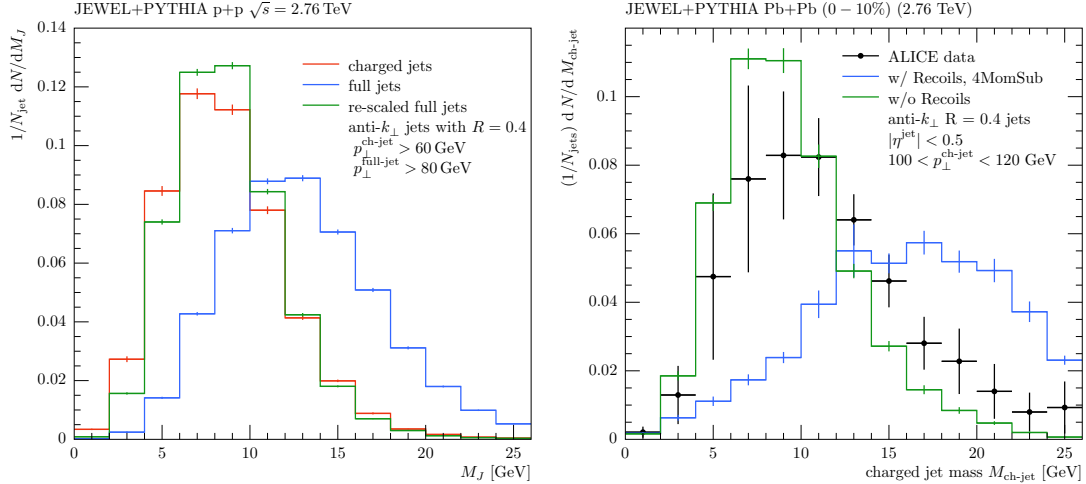 JEWEL+PYTHIA p+p √s = 2.76 TeV
1/N_jet dN/dM_J
0.14
0.12
0.1
0.08
0.06
0.04
0.02
0
charged jets
full jets
re-scaled full jets
anti-k⊥ jets with R = 0.4
p⊥^ch-jet > 60 GeV
p⊥^full-jet > 80 GeV
0 5 10 15 20 25
M_J [GeV]
JEWEL+PYTHIA Pb+Pb (0 − 10%) (2.76 TeV)
(1/N_jets) d N/d M_ch-jet
0.1
0.08
0.06
0.04
0.02
0
ALICE data
w/ Recoils, 4MomSub
w/o Recoils
anti-k⊥ R = 0.4 jets
|η^jet| < 0.5
100 < p⊥^ch-jet < 120 GeV
0 5 10 15 20 25
charged jet mass M_ch-jet [GeV]